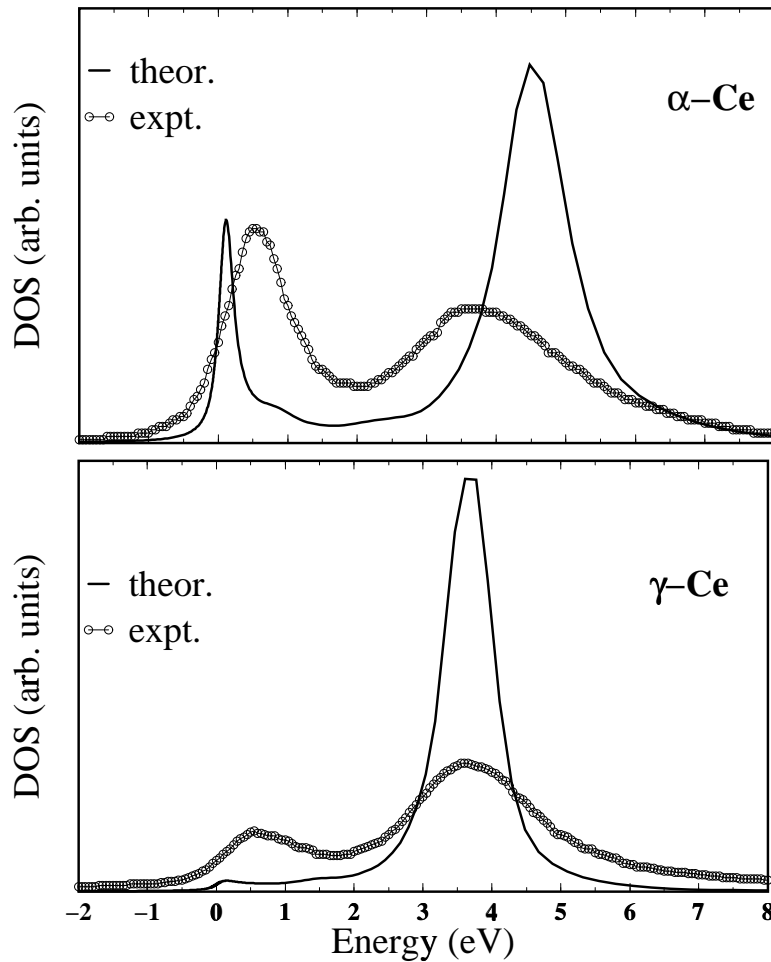 DOS (arb. units)
theor.
expt.
α–Ce
DOS (arb. units)
theor.
expt.
γ–Ce
−2 −1 0 1 2 3 4 5 6 7 8
Energy (eV)